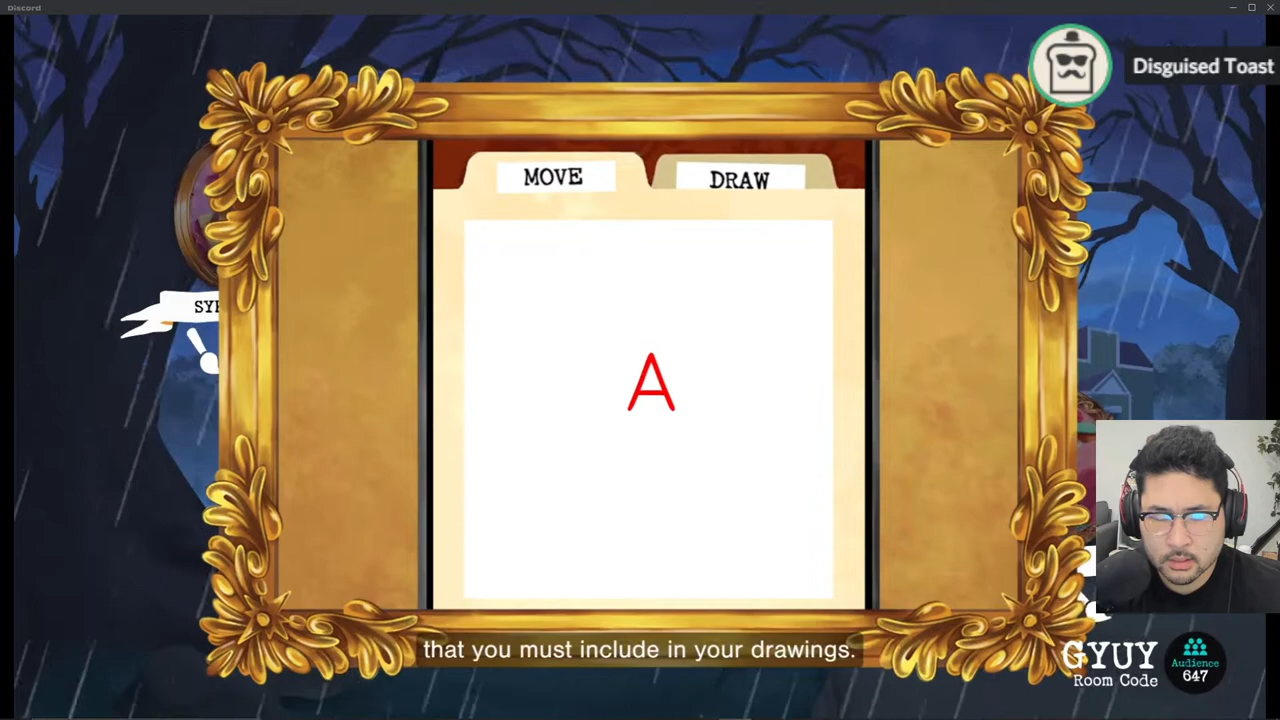 Discord
Disguised Toast
MOVE
DRAW
A
that you must include in your drawings.
GYUY
Room Code
Audience
647